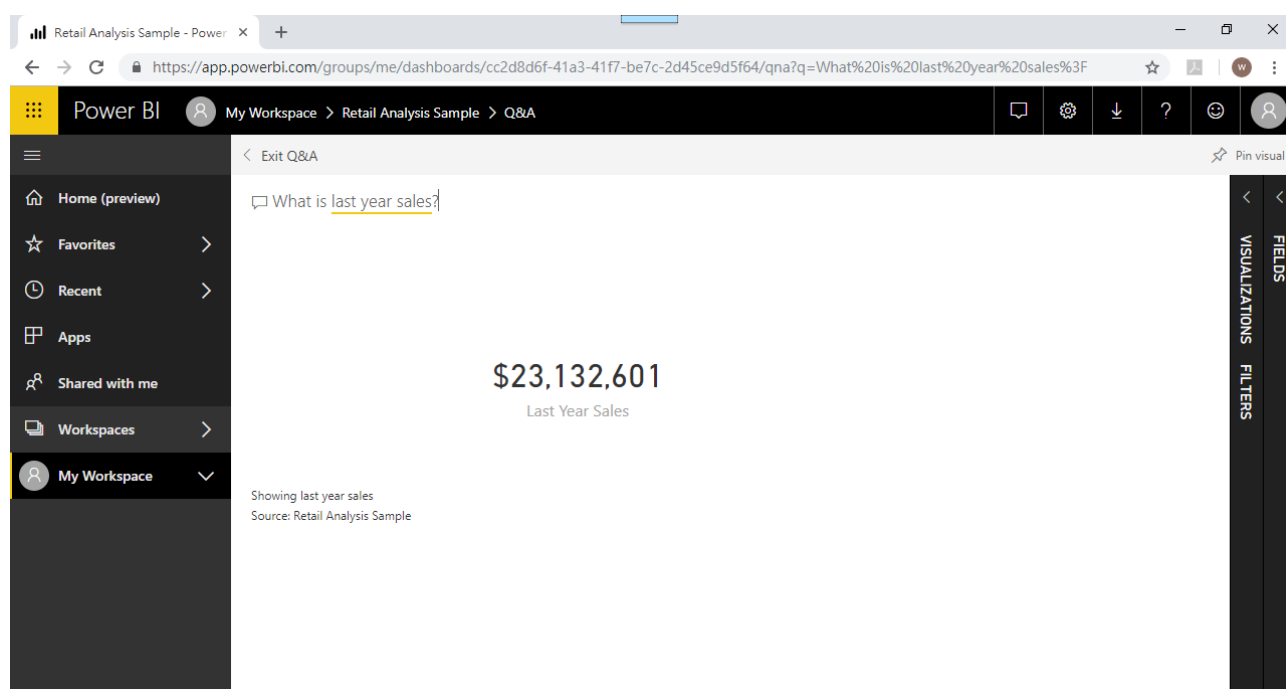 Retail Analysis Sample - Power
https://app.powerbi.com/groups/me/dashboards/cc2d8d6f-41a3-41f7-be7c-2d45ce9d5f64/qna?q=What%20is%20last%20year%20sales%3F
W
Power BI My Workspace > Retail Analysis Sample > Q&A ?
Exit Q&A Pin visual
Home (preview)
Favorites
Recent
Apps
Shared with me
Workspaces
My Workspace
What is last year sales?
$23,132,601
Last Year Sales
Showing last year sales
Source: Retail Analysis Sample
VISUALIZATIONS
FILTERS
FIELDS